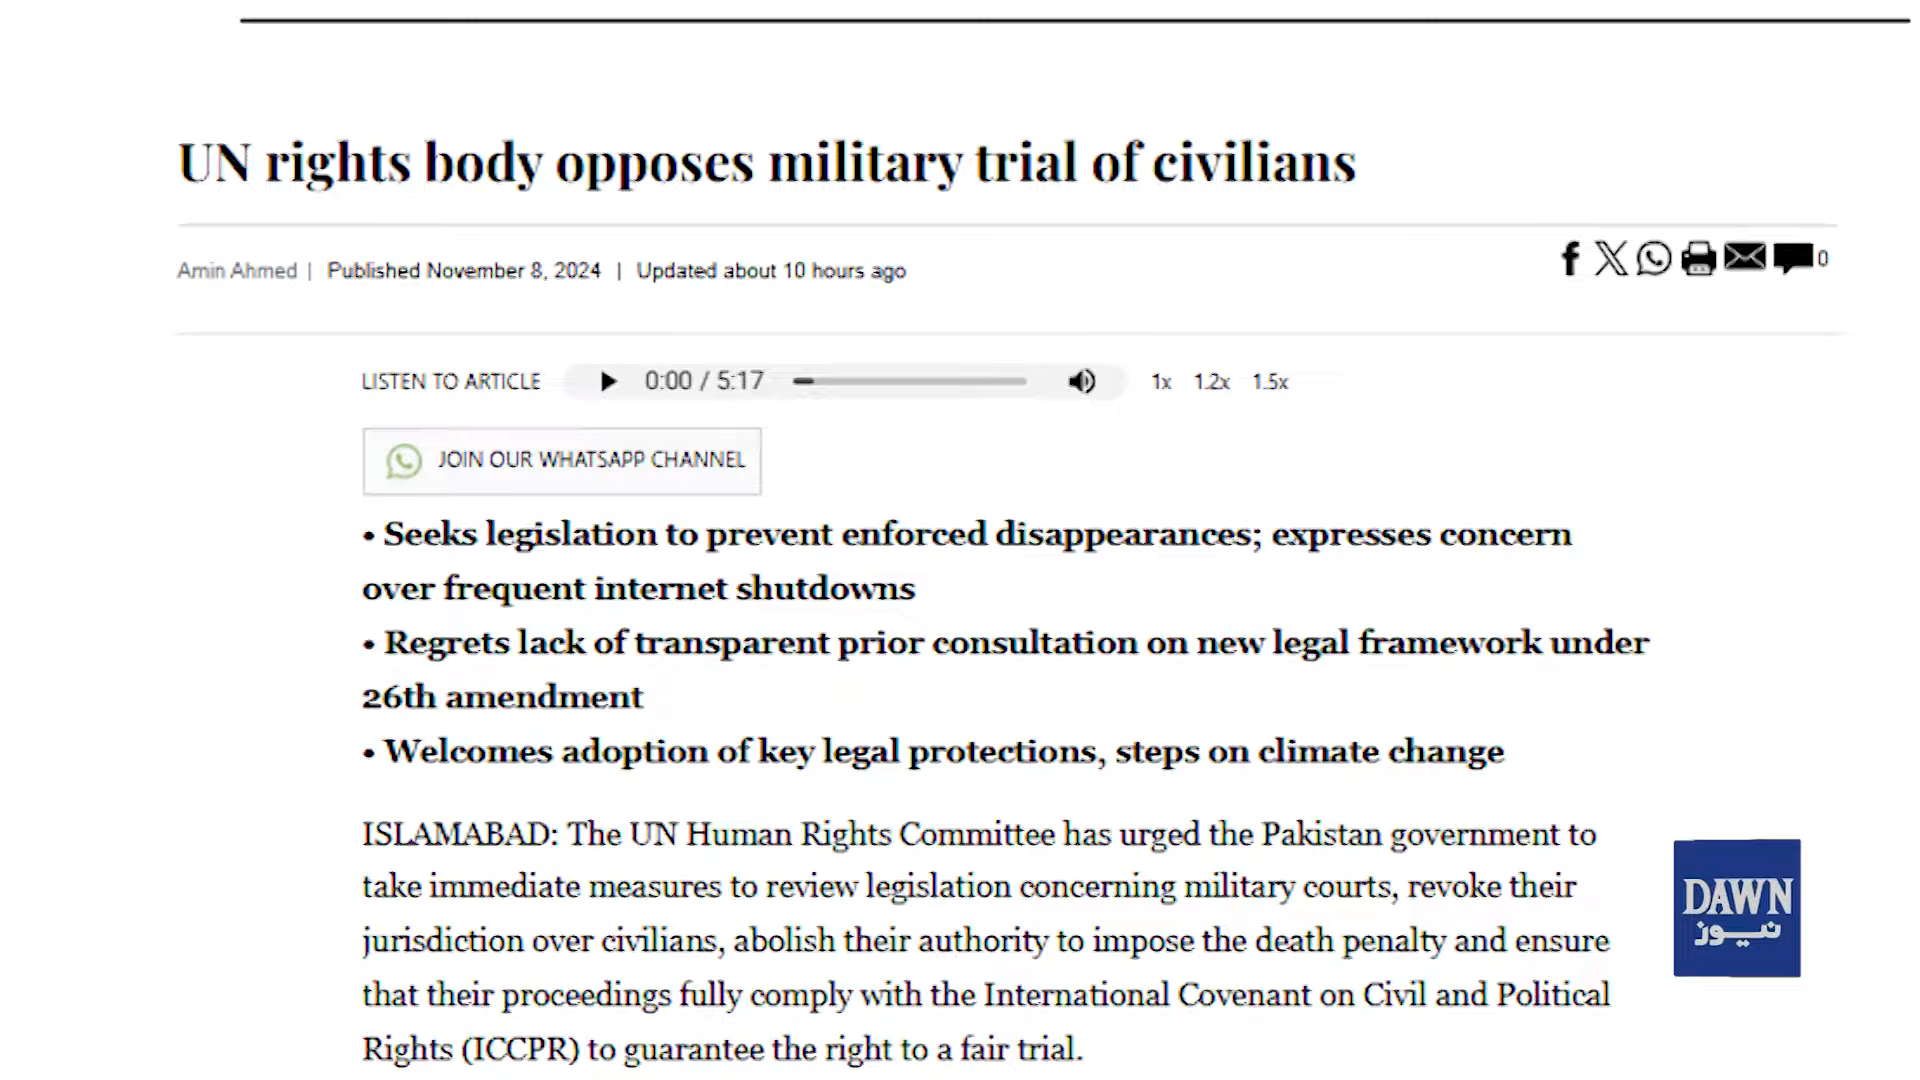 UN rights body opposes military trial of civilians
Amin Ahmed | Published November 8, 2024 | Updated about 10 hours ago
0
LISTEN TO ARTICLE 0:00 / 5:17 1x 1.2x 1.5x
JOIN OUR WHATSAPP CHANNEL
• Seeks legislation to prevent enforced disappearances; expresses concern
over frequent internet shutdowns
• Regrets lack of transparent prior consultation on new legal framework under
26th amendment
• Welcomes adoption of key legal protections, steps on climate change
ISLAMABAD: The UN Human Rights Committee has urged the Pakistan government to
take immediate measures to review legislation concerning military courts, revoke their
jurisdiction over civilians, abolish their authority to impose the death penalty and ensure
that their proceedings fully comply with the International Covenant on Civil and Political
Rights (ICCPR) to guarantee the right to a fair trial.
DAWN
نیوز